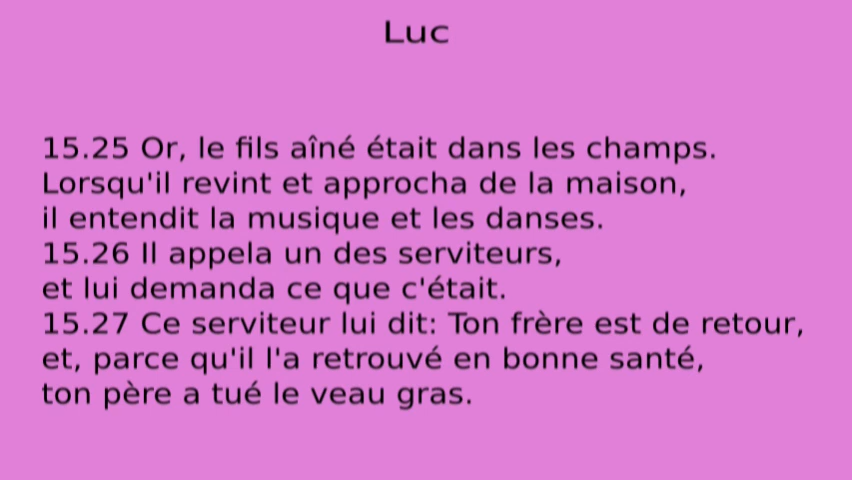 Luc
15.25 Or, le fils aîné était dans les champs.
Lorsqu'il revint et approcha de la maison,
il entendit la musique et les danses.
15.26 Il appela un des serviteurs,
et lui demanda ce que c'était.
15.27 Ce serviteur lui dit: Ton frère est de retour,
et, parce qu'il l'a retrouvé en bonne santé,
ton père a tué le veau gras.